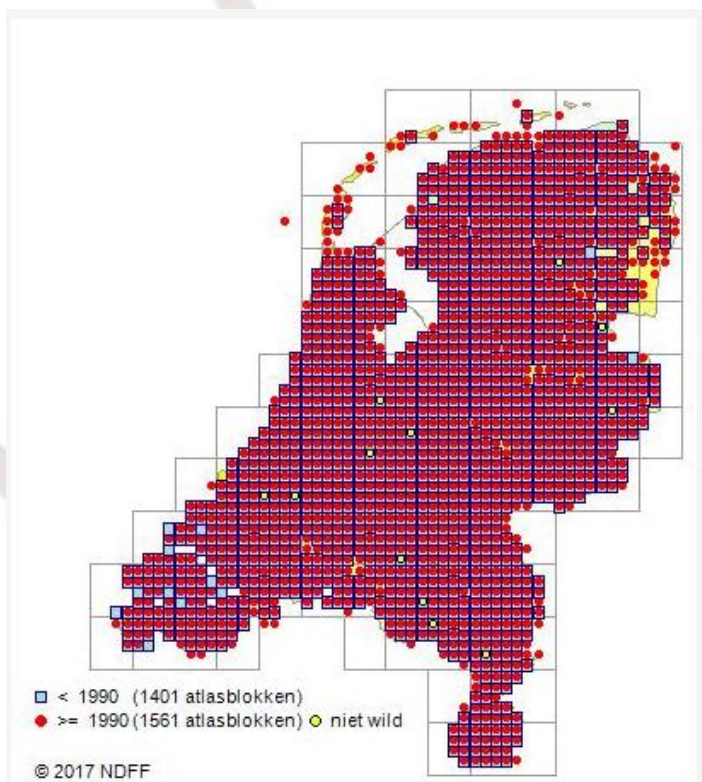 < 1990 (1401 atlasblokken)
>= 1990 (1561 atlasblokken) niet wild
© 2017 NDFF